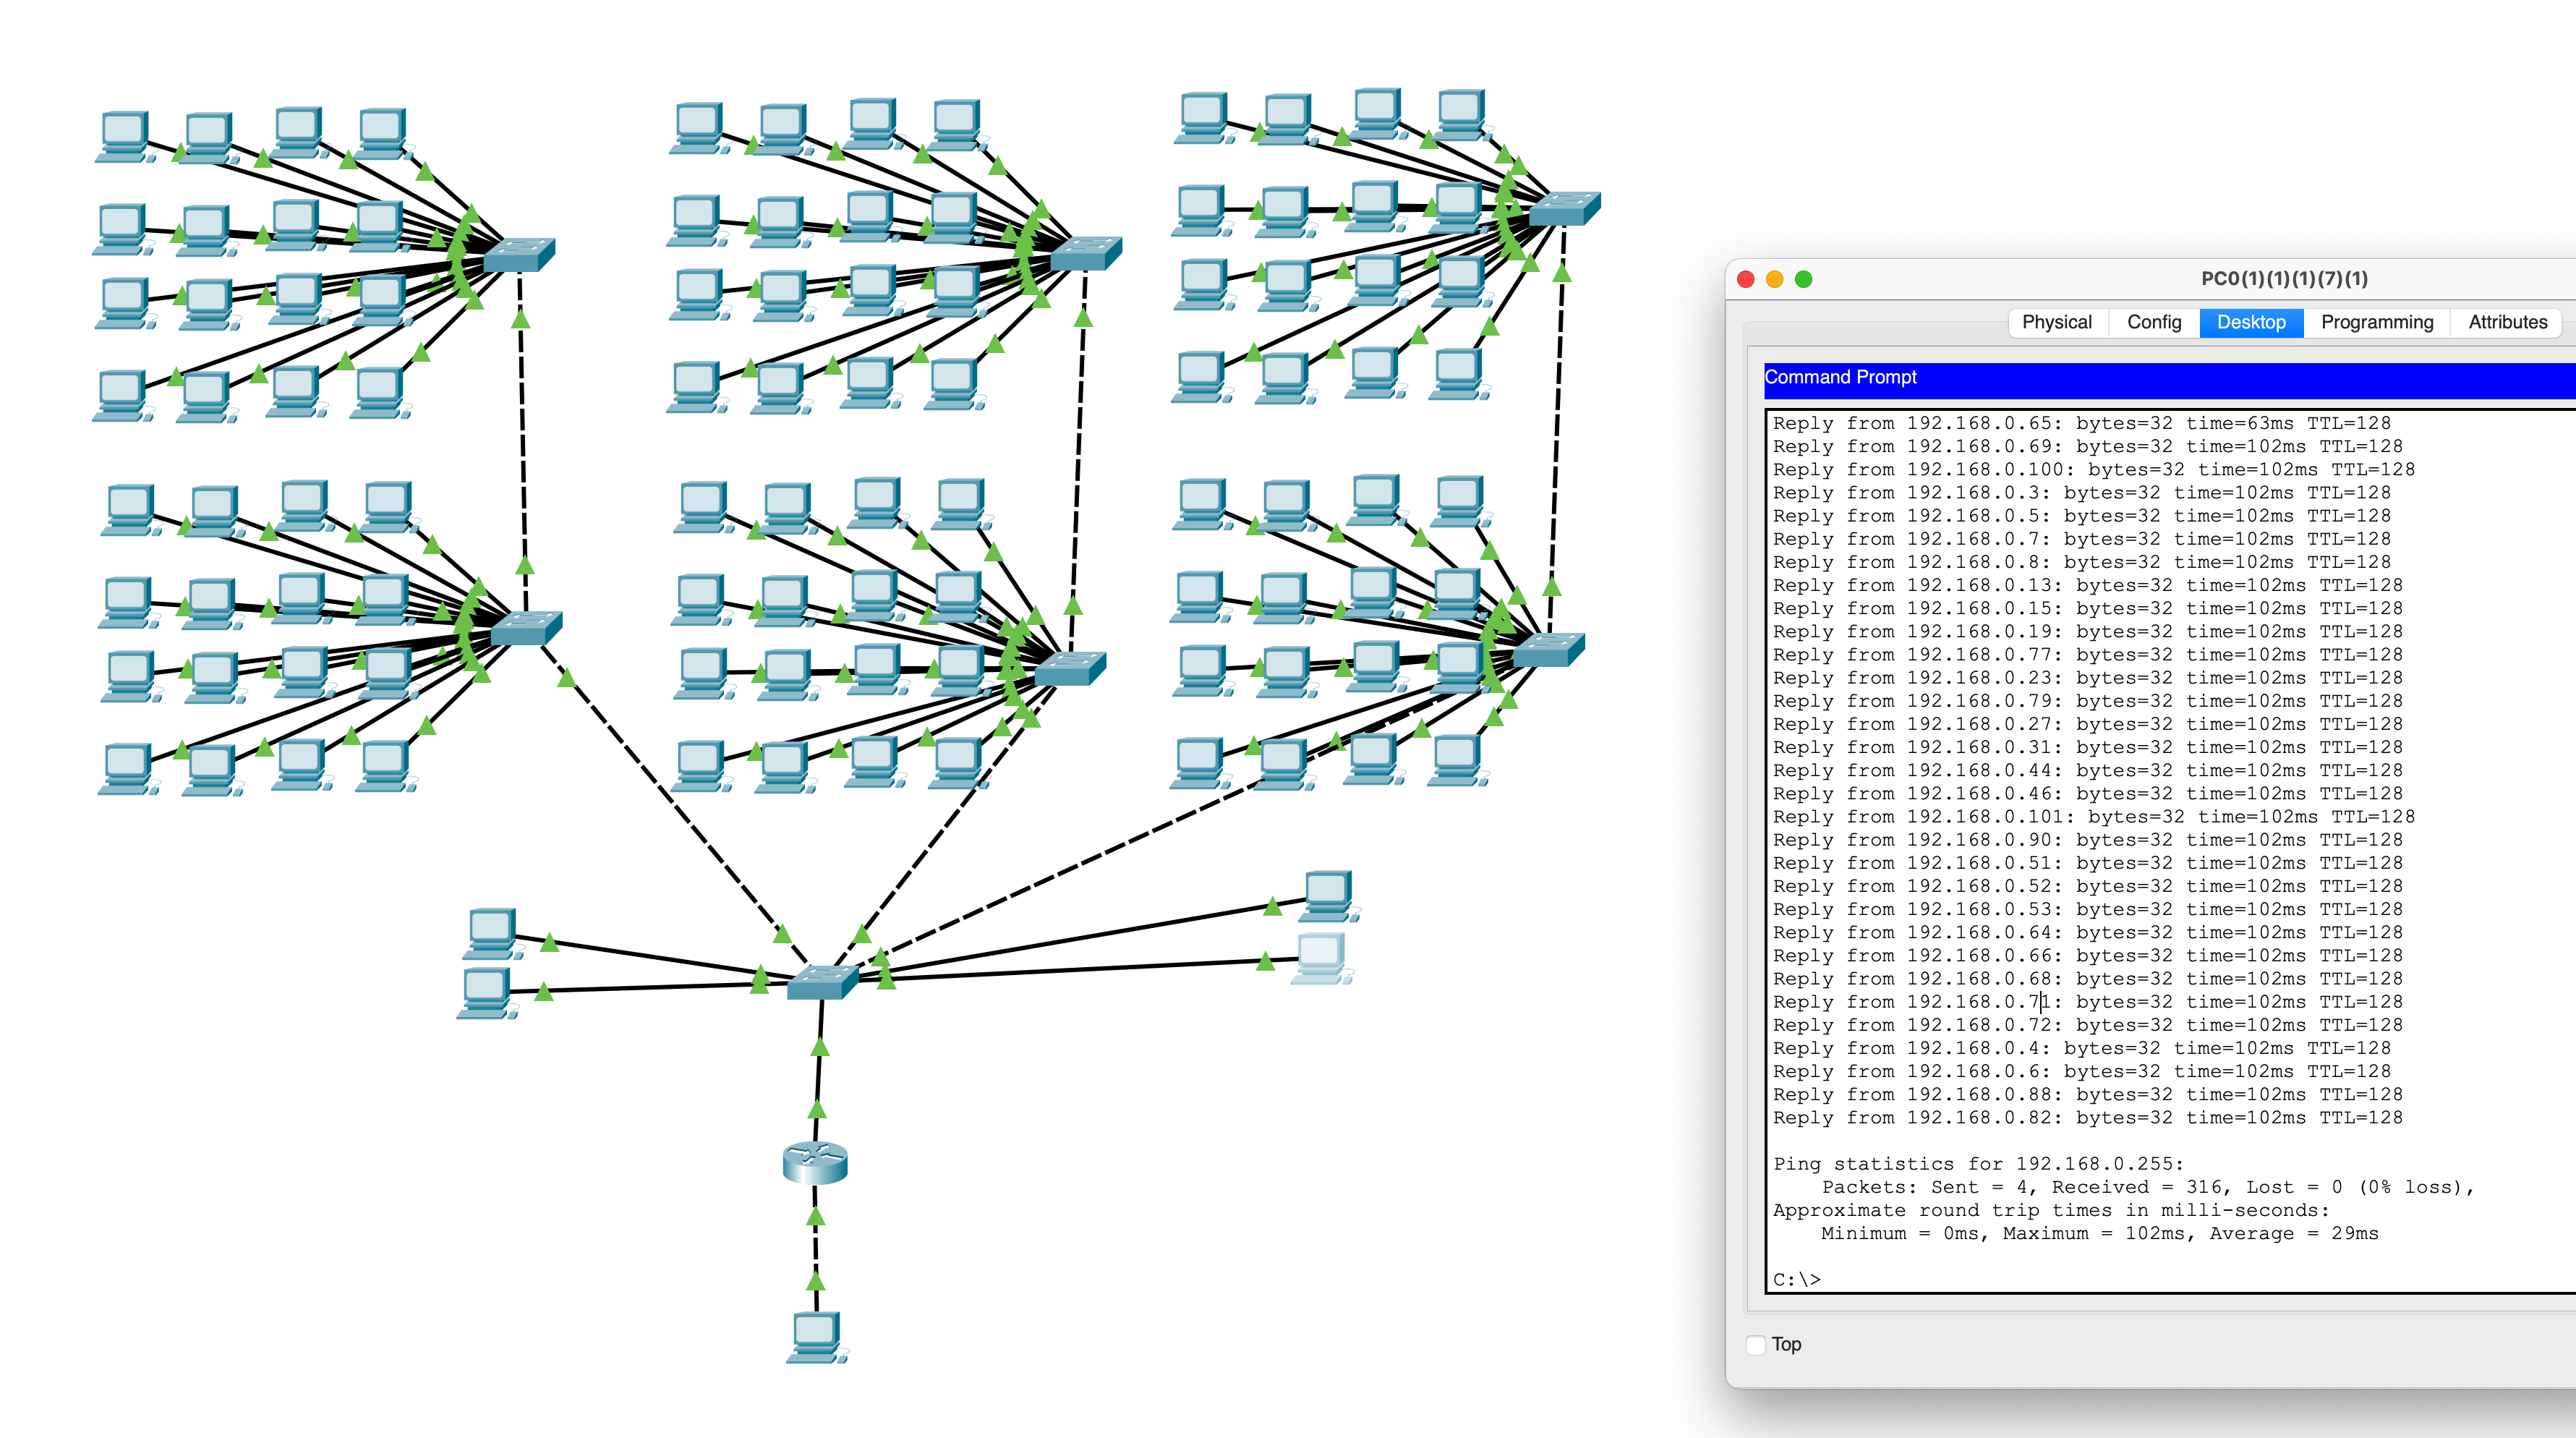 PC0(1)(1)(1)(7)(1)
Physical Config Desktop Programming Attributes
Command Prompt
Reply from 192.168.0.65: bytes=32 time=63ms TTL=128
Reply from 192.168.0.69: bytes=32 time=102ms TTL=128
Reply from 192.168.0.100: bytes=32 time=102ms TTL=128
Reply from 192.168.0.3: bytes=32 time=102ms TTL=128
Reply from 192.168.0.5: bytes=32 time=102ms TTL=128
Reply from 192.168.0.7: bytes=32 time=102ms TTL=128
Reply from 192.168.0.8: bytes=32 time=102ms TTL=128
Reply from 192.168.0.13: bytes=32 time=102ms TTL=128
Reply from 192.168.0.15: bytes=32 time=102ms TTL=128
Reply from 192.168.0.19: bytes=32 time=102ms TTL=128
Reply from 192.168.0.77: bytes=32 time=102ms TTL=128
Reply from 192.168.0.23: bytes=32 time=102ms TTL=128
Reply from 192.168.0.79: bytes=32 time=102ms TTL=128
Reply from 192.168.0.27: bytes=32 time=102ms TTL=128
Reply from 192.168.0.31: bytes=32 time=102ms TTL=128
Reply from 192.168.0.44: bytes=32 time=102ms TTL=128
Reply from 192.168.0.46: bytes=32 time=102ms TTL=128
Reply from 192.168.0.101: bytes=32 time=102ms TTL=128
Reply from 192.168.0.90: bytes=32 time=102ms TTL=128
Reply from 192.168.0.51: bytes=32 time=102ms TTL=128
Reply from 192.168.0.52: bytes=32 time=102ms TTL=128
Reply from 192.168.0.53: bytes=32 time=102ms TTL=128
Reply from 192.168.0.64: bytes=32 time=102ms TTL=128
Reply from 192.168.0.66: bytes=32 time=102ms TTL=128
Reply from 192.168.0.68: bytes=32 time=102ms TTL=128
Reply from 192.168.0.71: bytes=32 time=102ms TTL=128
Reply from 192.168.0.72: bytes=32 time=102ms TTL=128
Reply from 192.168.0.4: bytes=32 time=102ms TTL=128
Reply from 192.168.0.6: bytes=32 time=102ms TTL=128
Reply from 192.168.0.88: bytes=32 time=102ms TTL=128
Reply from 192.168.0.82: bytes=32 time=102ms TTL=128
Ping statistics for 192.168.0.255:
Packets: Sent = 4, Received = 316, Lost = 0 (0% loss),
Approximate round trip times in milli-seconds:
Minimum = 0ms, Maximum = 102ms, Average = 29ms
C:\>
Top